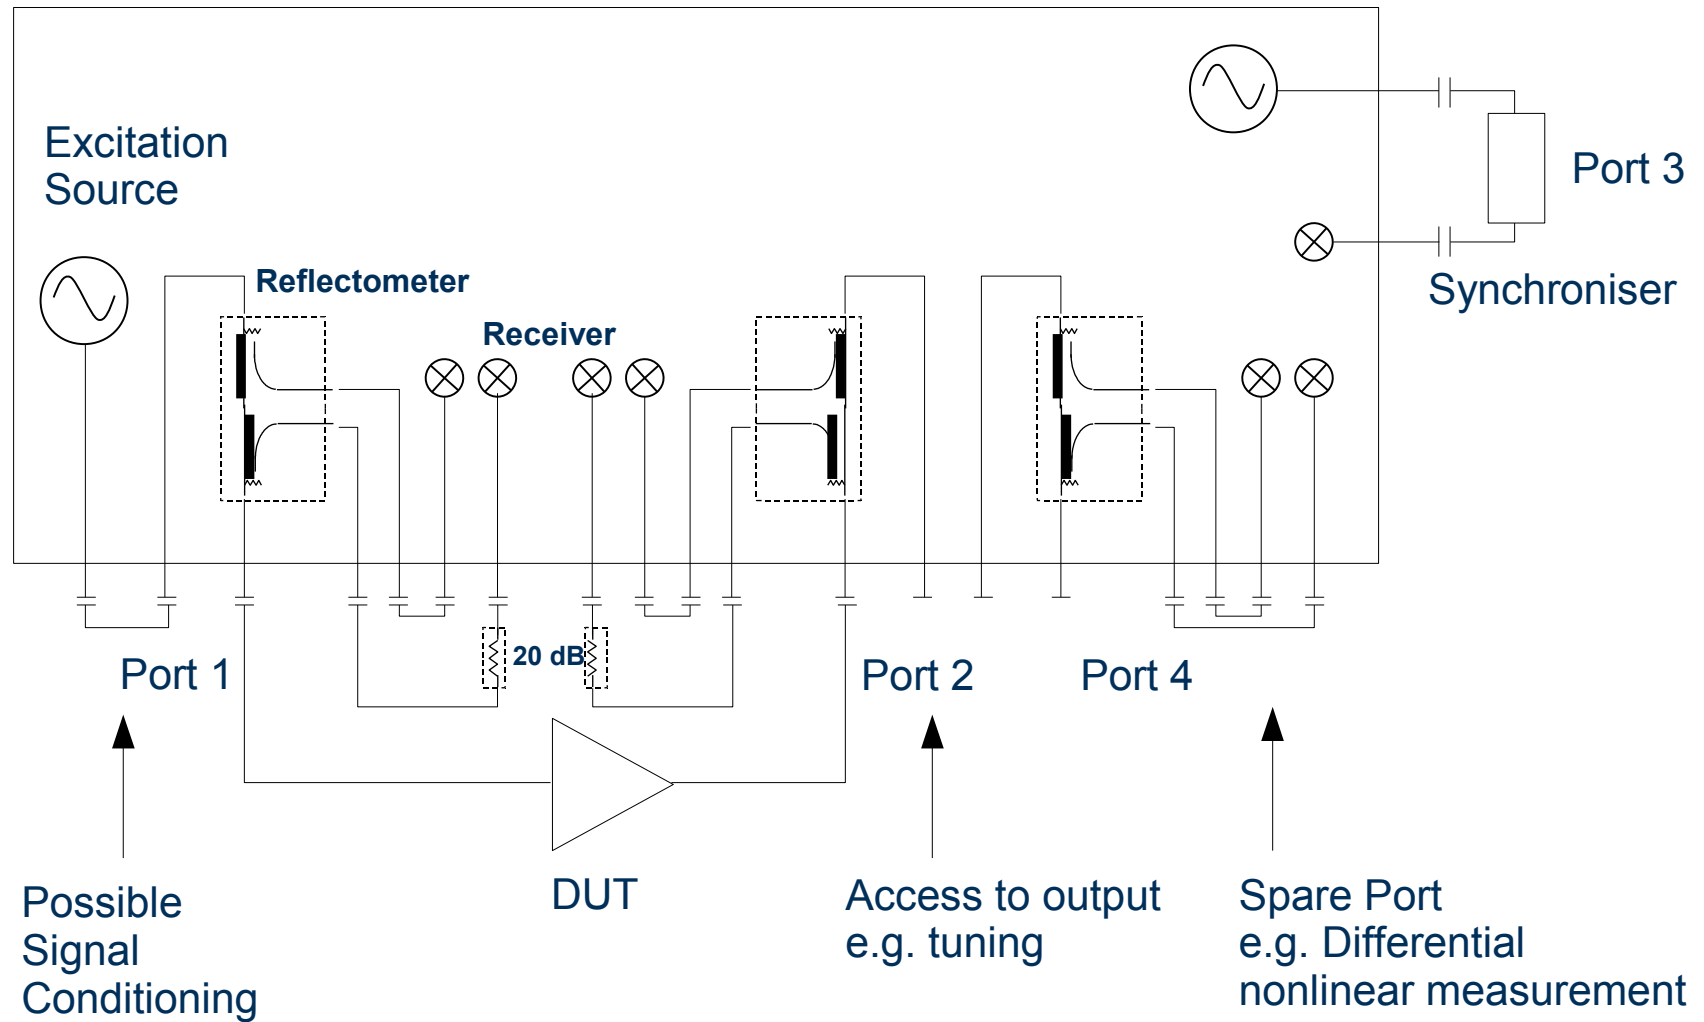 Excitation
Source
Port 3
Reflectometer
Synchroniser
Receiver
20 dB
Port 1
Port 2
Port 4
DUT
Possible
Signal
Conditioning
Access to output
e.g. tuning
Spare Port
e.g. Differential
nonlinear measurement